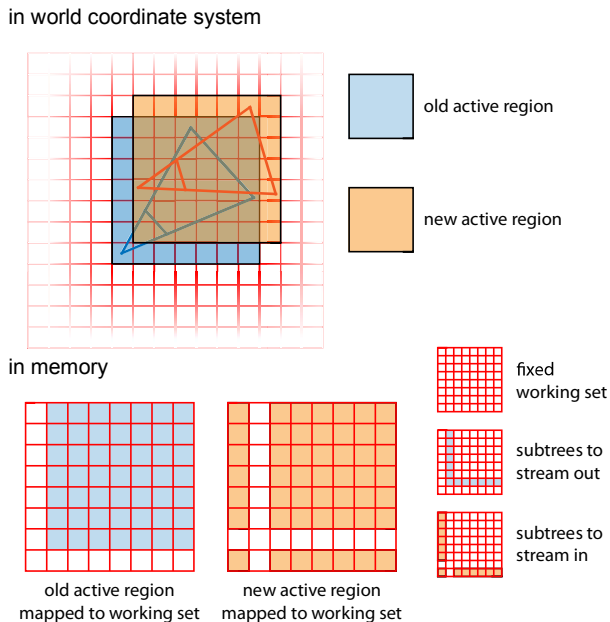 in world coordinate system
old active region
new active region
in memory
fixed
working set
subtrees to
stream out
subtrees to
stream in
old active region
mapped to working set
new active region
mapped to working set